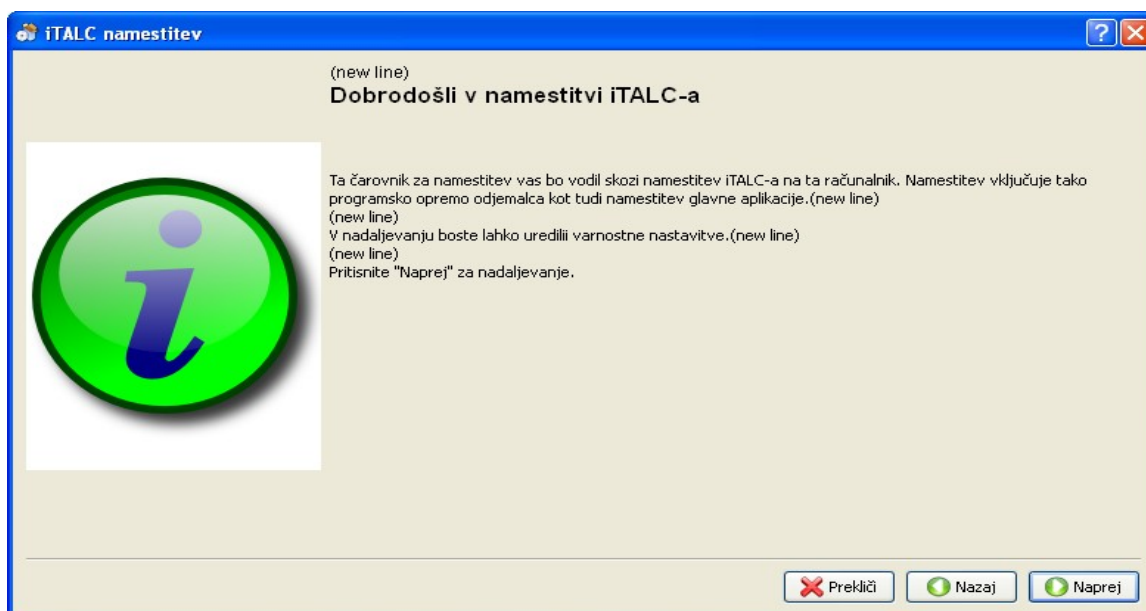 iTALC namestitev
(new line)
Dobrodošli v namestitvi iTALC-a
Ta čarovnik za namestitev vas bo vodil skozi namestitev iTALC-a na ta računalnik. Namestitev vključuje tako
programsko opremo odjemalca kot tudi namestitev glavne aplikacije.(new line)
(new line)
V nadaljevanju boste lahko uredilii varnostne nastavitve.(new line)
(new line)
Pritisnite "Naprej" za nadaljevanje.
Prekliči
Nazaj
Naprej